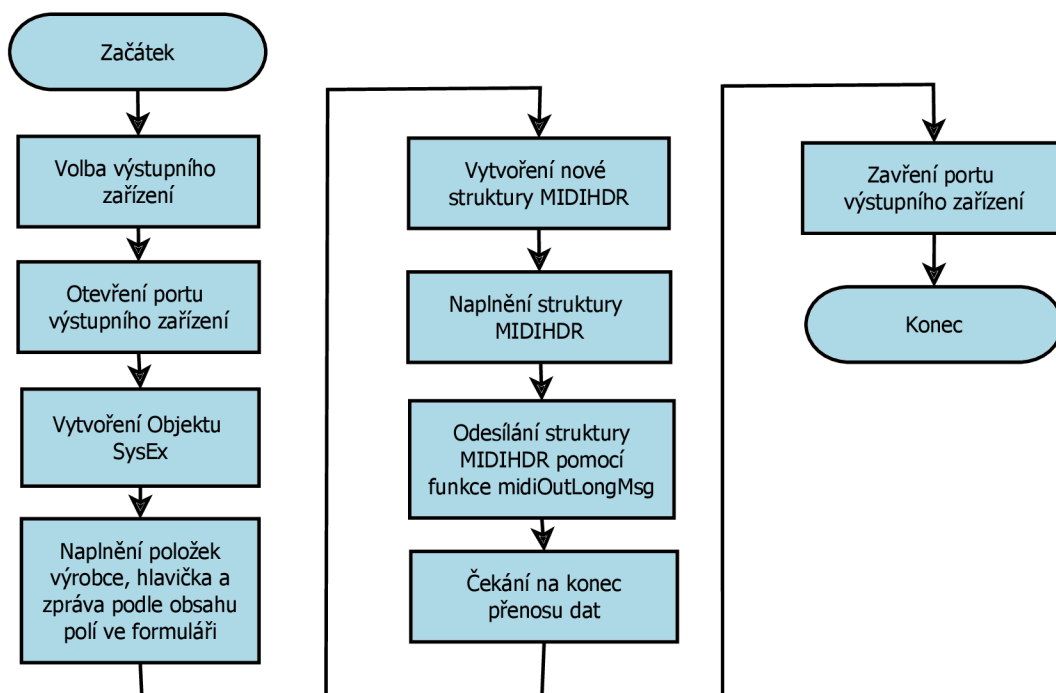 Začátek
Volba výstupního
zařízení
Otevření portu
výstupního zařízení
Vytvoření Objektu
SysEx
Naplnění položek
výrobce, hlavička a
zpráva podle obsahu
polí ve formuláři
Vytvoření nové
struktury MIDIHDR
Naplnění struktury
MIDIHDR
Odesílání struktury
MIDIHDR pomocí
funkce midiOutLongMsg
Čekání na konec
přenosu dat
Zavření portu
výstupního zařízení
Konec